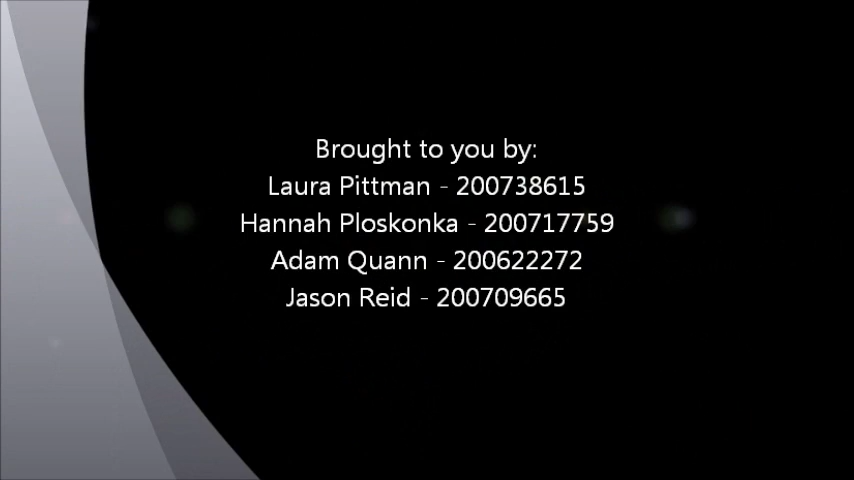 Brought to you by:
Laura Pittman - 200738615
Hannah Ploskonka - 200717759
Adam Quann - 200622272
Jason Reid - 200709665